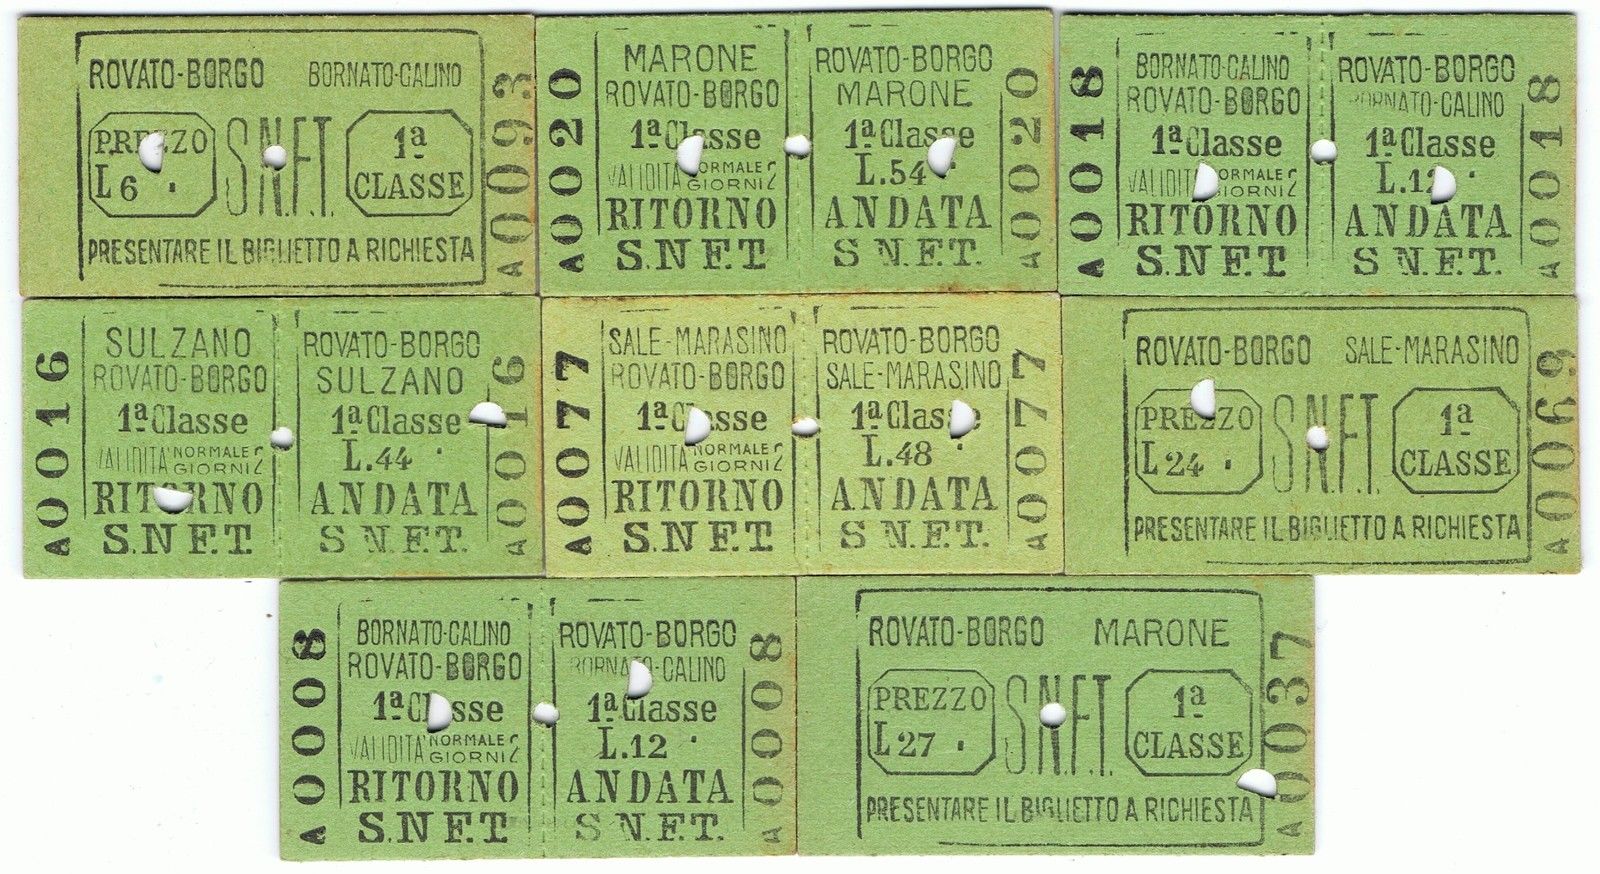 ROVATO-BORGO BORNATO-CALINO
PREZZO S.N.F.T. 1ª
L 6 CLASSE
PRESENTARE IL BIGLIETTO A RICHIESTA
A0093
A0020
MARONE
ROVATO-BORGO
1ª Classe
VALIDITA' NORMALE
GIORNI 2
RITORNO
S.N.F.T.
ROVATO-BORGO
MARONE
1ª Classe
L.54
ANDATA
S.N.F.T.
A0020
A0018
BORNATO-CALINO
ROVATO-BORGO
1ª Classe
VALIDITA' NORMALE
GIORNI 2
RITORNO
S.N.F.T.
ROVATO-BORGO
BORNATO-CALINO
1ª Classe
L.12
ANDATA
S.N.F.T.
A0018
A0016
SULZANO
ROVATO-BORGO
1ª Classe
VALIDITA' NORMALE
GIORNI 2
RITORNO
S.N.F.T.
ROVATO-BORGO
SULZANO
1ª Classe
L.44
ANDATA
S.N.F.T.
A0016
A0077
SALE-MARASINO
ROVATO-BORGO
1ª Classe
VALIDITA' NORMALE
GIORNI 2
RITORNO
S.N.F.T.
ROVATO-BORGO
SALE-MARASINO
1ª Classe
L.48
ANDATA
S.N.F.T.
A0077
ROVATO-BORGO SALE-MARASINO
PREZZO S.N.F.T. 1ª
L 24 CLASSE
PRESENTARE IL BIGLIETTO A RICHIESTA
A0069
A0008
BORNATO-CALINO
ROVATO-BORGO
1ª Classe
VALIDITA' NORMALE
GIORNI 2
RITORNO
S.N.F.T.
ROVATO-BORGO
BORNATO-CALINO
1ª Classe
L.12
ANDATA
S.N.F.T.
A0008
ROVATO-BORGO MARONE
PREZZO S.N.F.T. 1ª
L 27 CLASSE
PRESENTARE IL BIGLIETTO A RICHIESTA
A0037